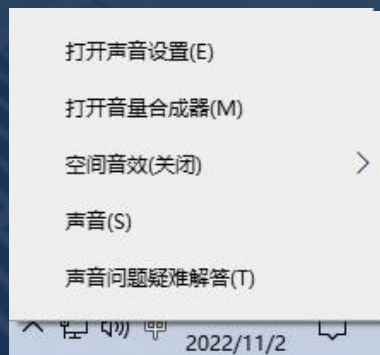 打开声音设置(E)
打开音量合成器(M)
空间音效(关闭)
声音(S)
声音问题疑难解答(T)
中
2022/11/2